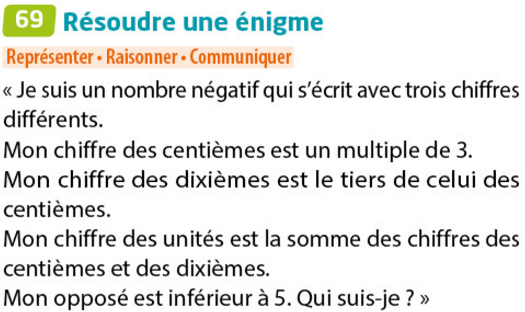 69 Résoudre une énigme
Représenter • Raisonner • Communiquer
« Je suis un nombre négatif qui s'écrit avec trois chiffres
différents.
Mon chiffre des centièmes est un multiple de 3.
Mon chiffre des dixièmes est le tiers de celui des
centièmes.
Mon chiffre des unités est la somme des chiffres des
centièmes et des dixièmes.
Mon opposé est inférieur à 5. Qui suis-je ? »